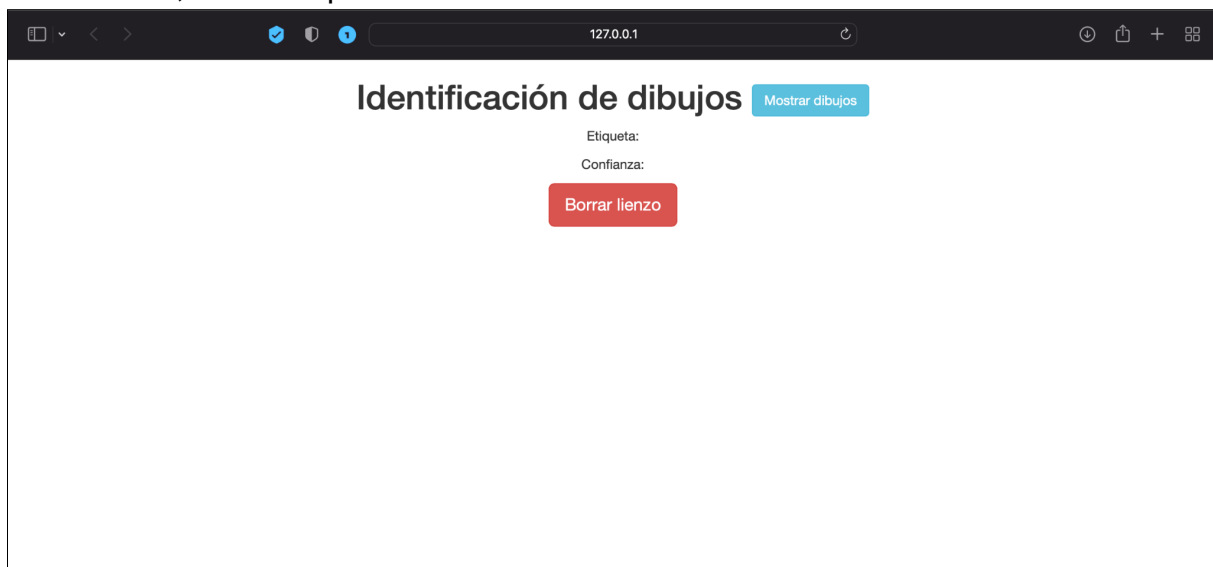 127.0.0.1
Identificación de dibujos Mostrar dibujos
Etiqueta:
Confianza:
Borrar lienzo